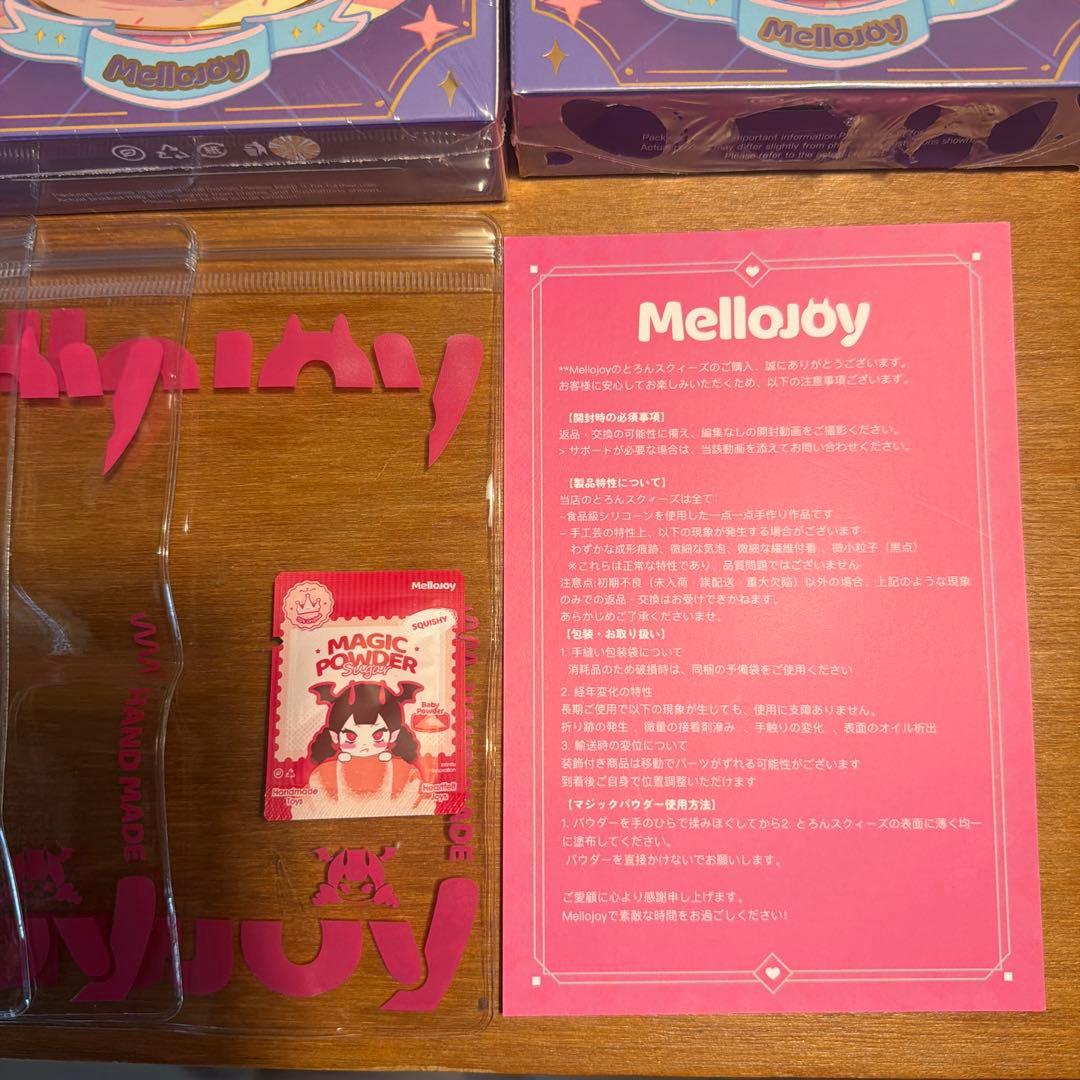 Mellojoy
Mellojoy
Pack
mportant information.P
Actual p
may differ slightly from
ons shown.
Please refer to the
Mellojoy
**Mellojoyのとろんスクィーズのご購入、誠にありがとうございます。
お客様に安心してお楽しみいただくため、以下の注意事項ございます。
【開封時の必須事項】
返品・交換の可能性に備え、編集なしの開封動画をご撮影ください。
> サポートが必要な場合は、当該動画を添えてお問い合わせください。
【製品特性について】
当店のとろんスクィーズは全て：
–食品級シリコーンを使用した一点一点手作り作品です
– 手工芸の特性上、以下の現象が発生する場合がございます：
わずかな成形痕跡、微細な気泡、微細な繊維付着 、微小粒子（黒点）
※これらは正常な特性であり、品質問題ではございません
注意点:初期不良（未入荷・誤配送・重大欠陥）以外の場合、上記のような現象
のみでの返品・交換はお受けできかねます。
あらかじめご了承くださいませ。
【包装・お取り扱い】
1. 手縫い包装袋について
消耗品のため破損時は、同梱の予備袋をご使用ください
2. 経年変化の特性
長期ご使用で以下の現象が生じても、使用に支障ありません。
折り跡の発生 、微量の接着剤滲み 、手触りの変化 、表面のオイル析出
3. 輸送時の変位について
装飾付き商品は移動でパーツがずれる可能性がございます
到着後ご自身で位置調整いただけます
【マジックパウダー使用方法】
1. パウダーを手のひらで揉みほぐしてから2. とろんスクィーズの表面に薄く均一
に塗布してください。
パウダーを直接かけないでお願いします。
ご愛顧に心より感謝申し上げます。
Mellojoyで素敵な時間をお過ごしください!
Mellojoy
SQUISHY
MAGIC
POWDER
Sugar
Baby
Powder
Infinite
Innovation
Handmade
Toys
Heartfelt
Joys
HAND MADE
MADE